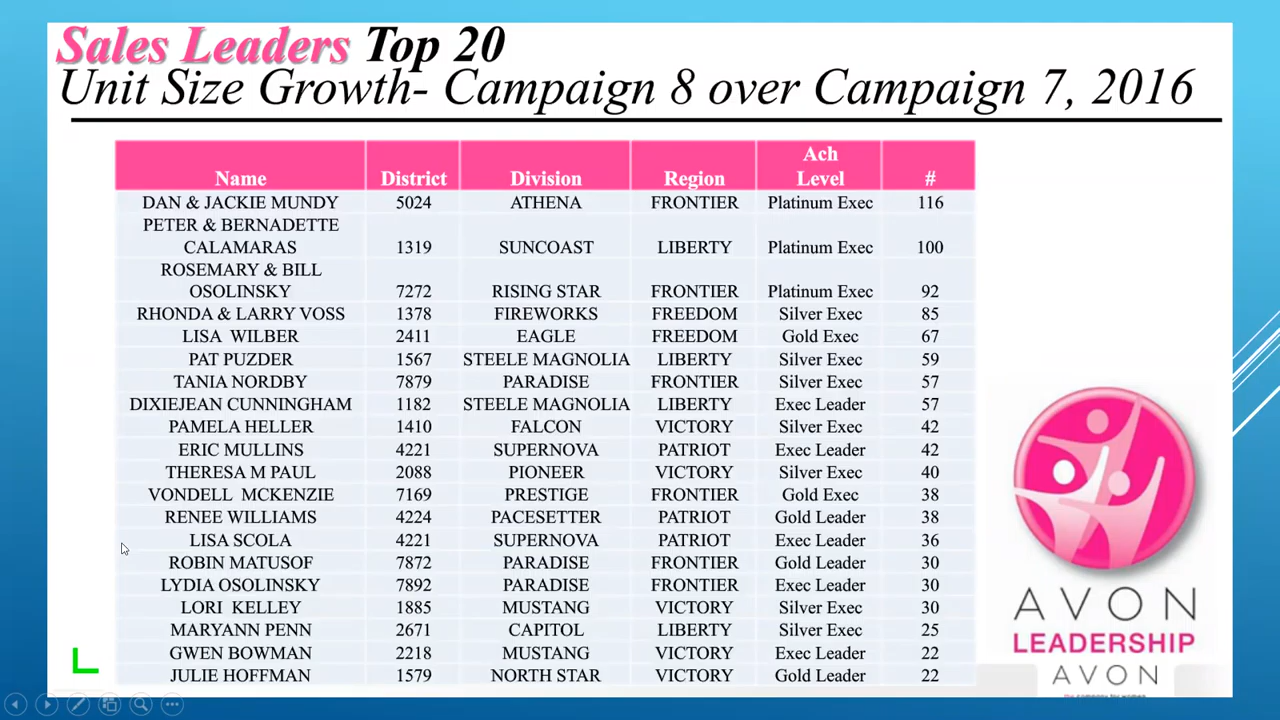 Sales Leaders Top 20
Unit Size Growth- Campaign 8 over Campaign 7, 2016
Name District Division Region Ach Level #
DAN & JACKIE MUNDY 5024 ATHENA FRONTIER Platinum Exec 116
PETER & BERNADETTE
CALAMARAS 1319 SUNCOAST LIBERTY Platinum Exec 100
ROSEMARY & BILL
OSOLINSKY 7272 RISING STAR FRONTIER Platinum Exec 92
RHONDA & LARRY VOSS 1378 FIREWORKS FREEDOM Silver Exec 85
LISA WILBER 2411 EAGLE FREEDOM Gold Exec 67
PAT PUZDER 1567 STEELE MAGNOLIA LIBERTY Silver Exec 59
TANIA NORDBY 7879 PARADISE FRONTIER Silver Exec 57
DIXIEJEAN CUNNINGHAM 1182 STEELE MAGNOLIA LIBERTY Exec Leader 57
PAMELA HELLER 1410 FALCON VICTORY Silver Exec 42
ERIC MULLINS 4221 SUPERNOVA PATRIOT Exec Leader 42
THERESA M PAUL 2088 PIONEER VICTORY Silver Exec 40
VONDELL MCKENZIE 7169 PRESTIGE FRONTIER Gold Exec 38
RENEE WILLIAMS 4224 PACESETTER PATRIOT Gold Leader 38
LISA SCOLA 4221 SUPERNOVA PATRIOT Exec Leader 36
ROBIN MATUSOF 7872 PARADISE FRONTIER Gold Leader 30
LYDIA OSOLINSKY 7892 PARADISE FRONTIER Exec Leader 30
LORI KELLEY 1885 MUSTANG VICTORY Silver Exec 30
MARYANN PENN 2671 CAPITOL LIBERTY Silver Exec 25
GWEN BOWMAN 2218 MUSTANG VICTORY Exec Leader 22
JULIE HOFFMAN 1579 NORTH STAR VICTORY Gold Leader 22
AVON
LEADERSHIP
AVON